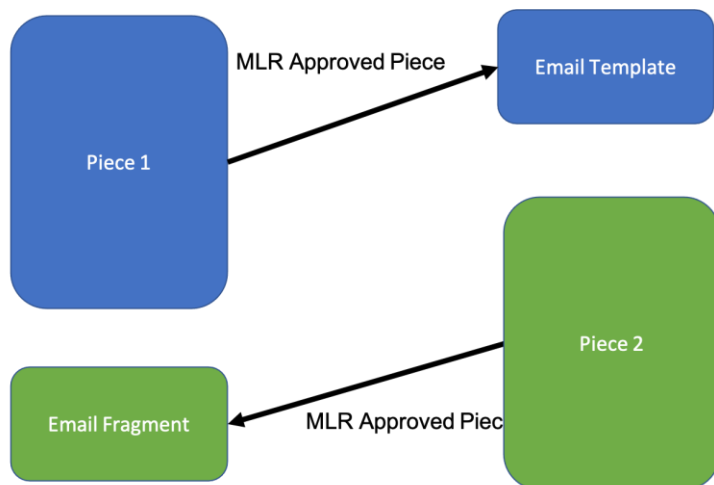 MLR Approved Piece
Email Template
Piece 1
Piece 2
Email Fragment
MLR Approved Piec